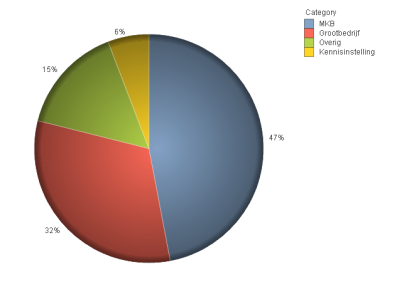 Category
MKB
Grootbedrijf
Overig
Kennisinstelling
6%
15%
47%
32%